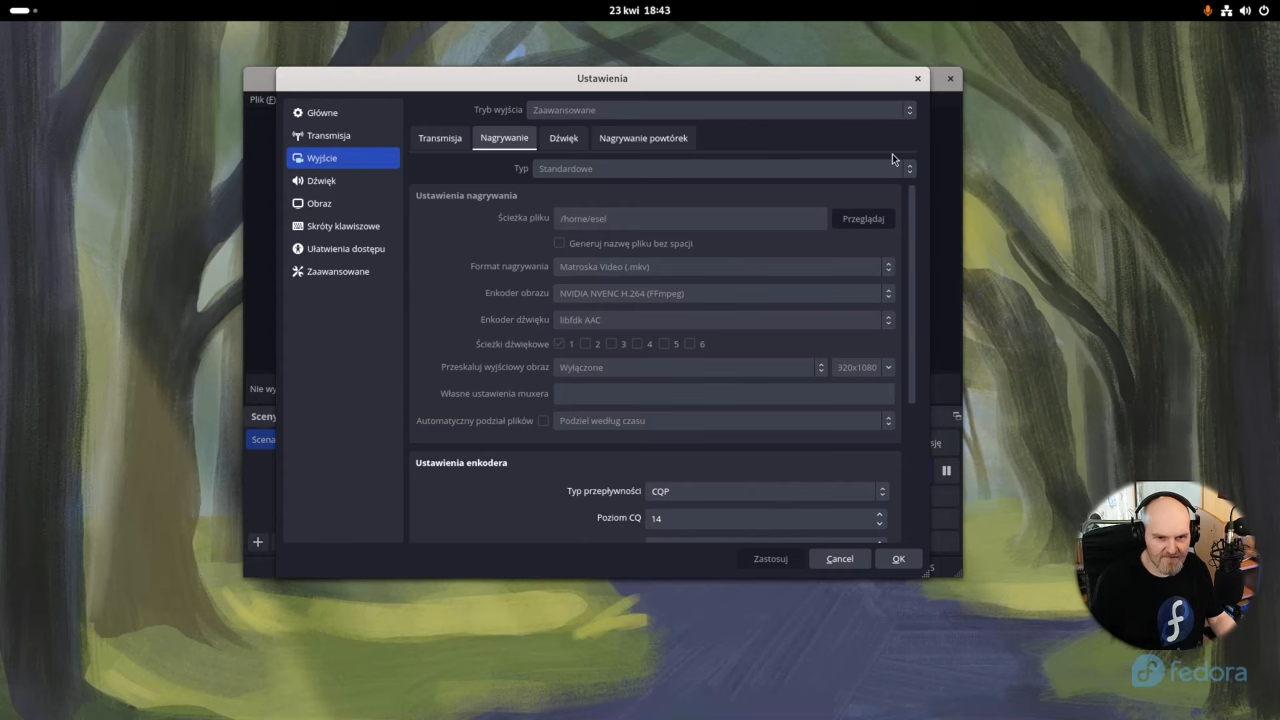 23 kwi 18:43
Ustawienia
Plik (F)
Główne
Transmisja
Wyjście
Dźwięk
Obraz
Skróty klawiszowe
Ułatwienia dostępu
Zaawansowane
Tryb wyjścia Zaawansowane
Transmisja Nagrywanie Dźwięk Nagrywanie powtórek
Typ Standardowe
Ustawienia nagrywania
Ścieżka pliku /home/esel Przeglądaj
Generuj nazwę pliku bez spacji
Format nagrywania Matroska Video (.mkv)
Enkoder obrazu NVIDIA NVENC H.264 (FFmpeg)
Enkoder dźwięku libfdk AAC
Ścieżki dźwiękowe 1 2 3 4 5 6
Przeskaluj wyjściowy obraz Wyłączone 920x1080
Własne ustawienia muxera
Automatyczny podział plików Podziel według czasu
Nie wy
Sceny
Scena
sję
Ustawienia enkodera
Typ przepływności CQP
Poziom CQ 14
Zastosuj Cancel OK
fedora